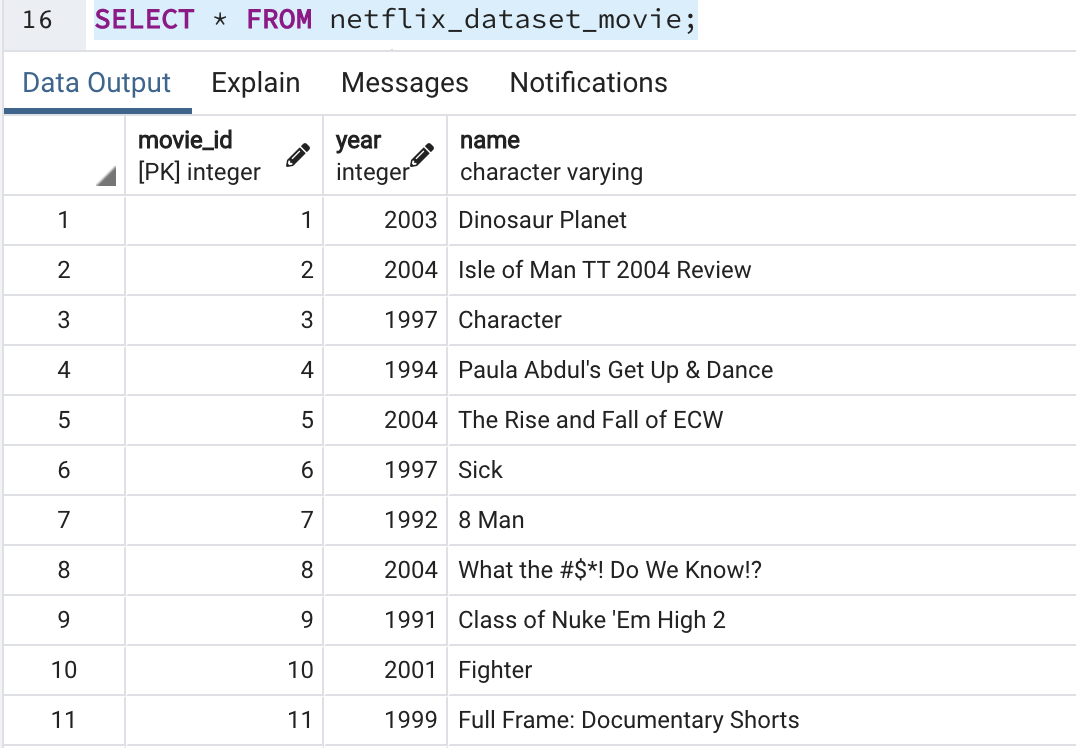 16 SELECT * FROM netflix_dataset_movie;
Data Output Explain Messages Notifications
movie_id year name
[PK] integer integer character varying
1 1 2003 Dinosaur Planet
2 2 2004 Isle of Man TT 2004 Review
3 3 1997 Character
4 4 1994 Paula Abdul's Get Up & Dance
5 5 2004 The Rise and Fall of ECW
6 6 1997 Sick
7 7 1992 8 Man
8 8 2004 What the #$*! Do We Know!?
9 9 1991 Class of Nuke 'Em High 2
10 10 2001 Fighter
11 11 1999 Full Frame: Documentary Shorts